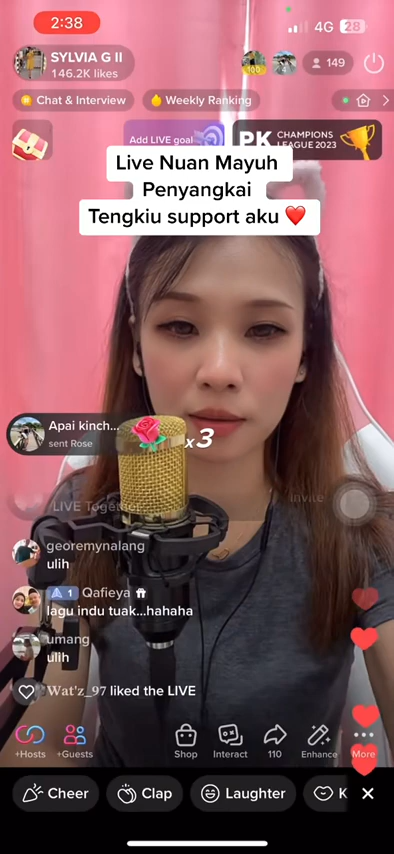 2:38
4G 28
SYLVIA G II
146.2K likes
100
149
Chat & Interview
Weekly Ranking
Add LIVE goal
PK CHAMPIONS
LEAGUE 2023
Live Nuan Mayuh
Penyangkai
Tengkiu support aku ❤️
Apai kinch...
sent Rose
x 3
LIVE Together
Invite
georemynalang
ulih
1 Qafieya
lagu indu tuak...hahaha
umang
ulih
Wat'z_97 liked the LIVE
+Hosts
+Guests
Shop
Interact
110
Enhance
More
Cheer
Clap
Laughter
K